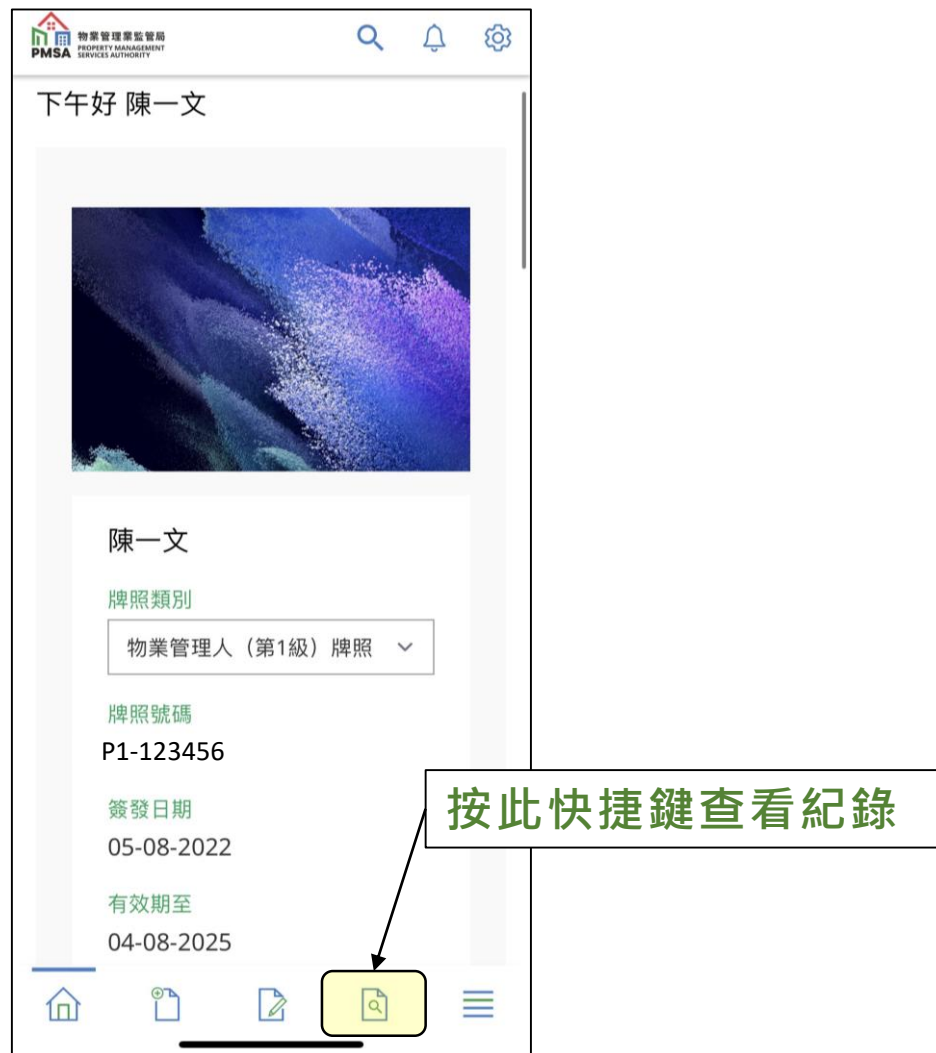 物業管理業監管局
PMSA PROPERTY MANAGEMENT
SERVICES AUTHORITY
下午好 陳一文
陳一文
牌照類別
物業管理人（第1級）牌照
牌照號碼
P1-123456
簽發日期
05-08-2022
有效期至
04-08-2025
按此快捷鍵查看紀錄